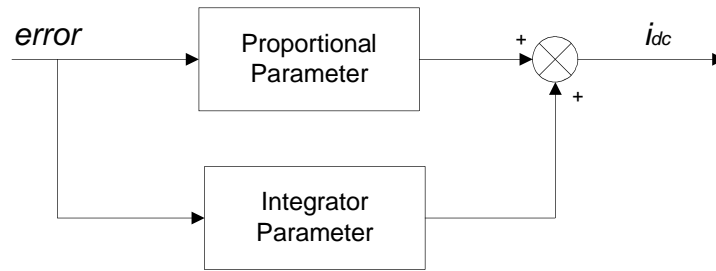 error
Proportional
Parameter
+
idc
+
Integrator
Parameter